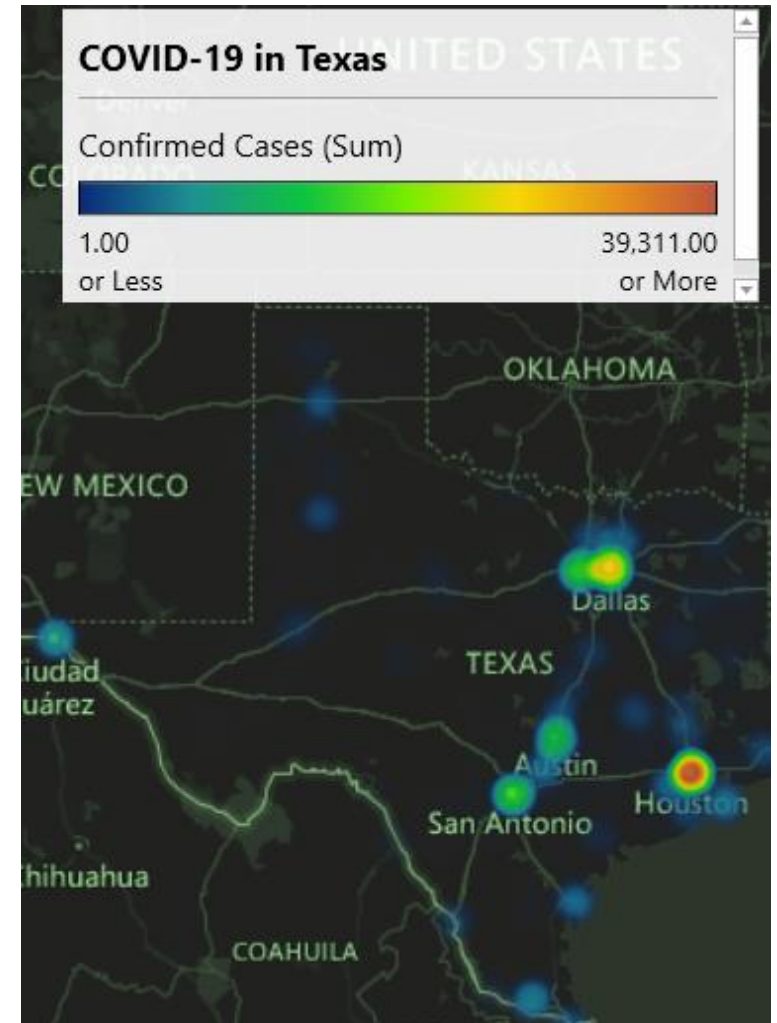 COVID-19 in Texas
UNITED STATES
Denver
Confirmed Cases (Sum)
COLORADO
KANSAS
1.00
39,311.00
or Less
or More
OKLAHOMA
EW MEXICO
Dallas
TEXAS
iudad
uárez
Austin
Houston
San Antonio
hihuahua
COAHUILA